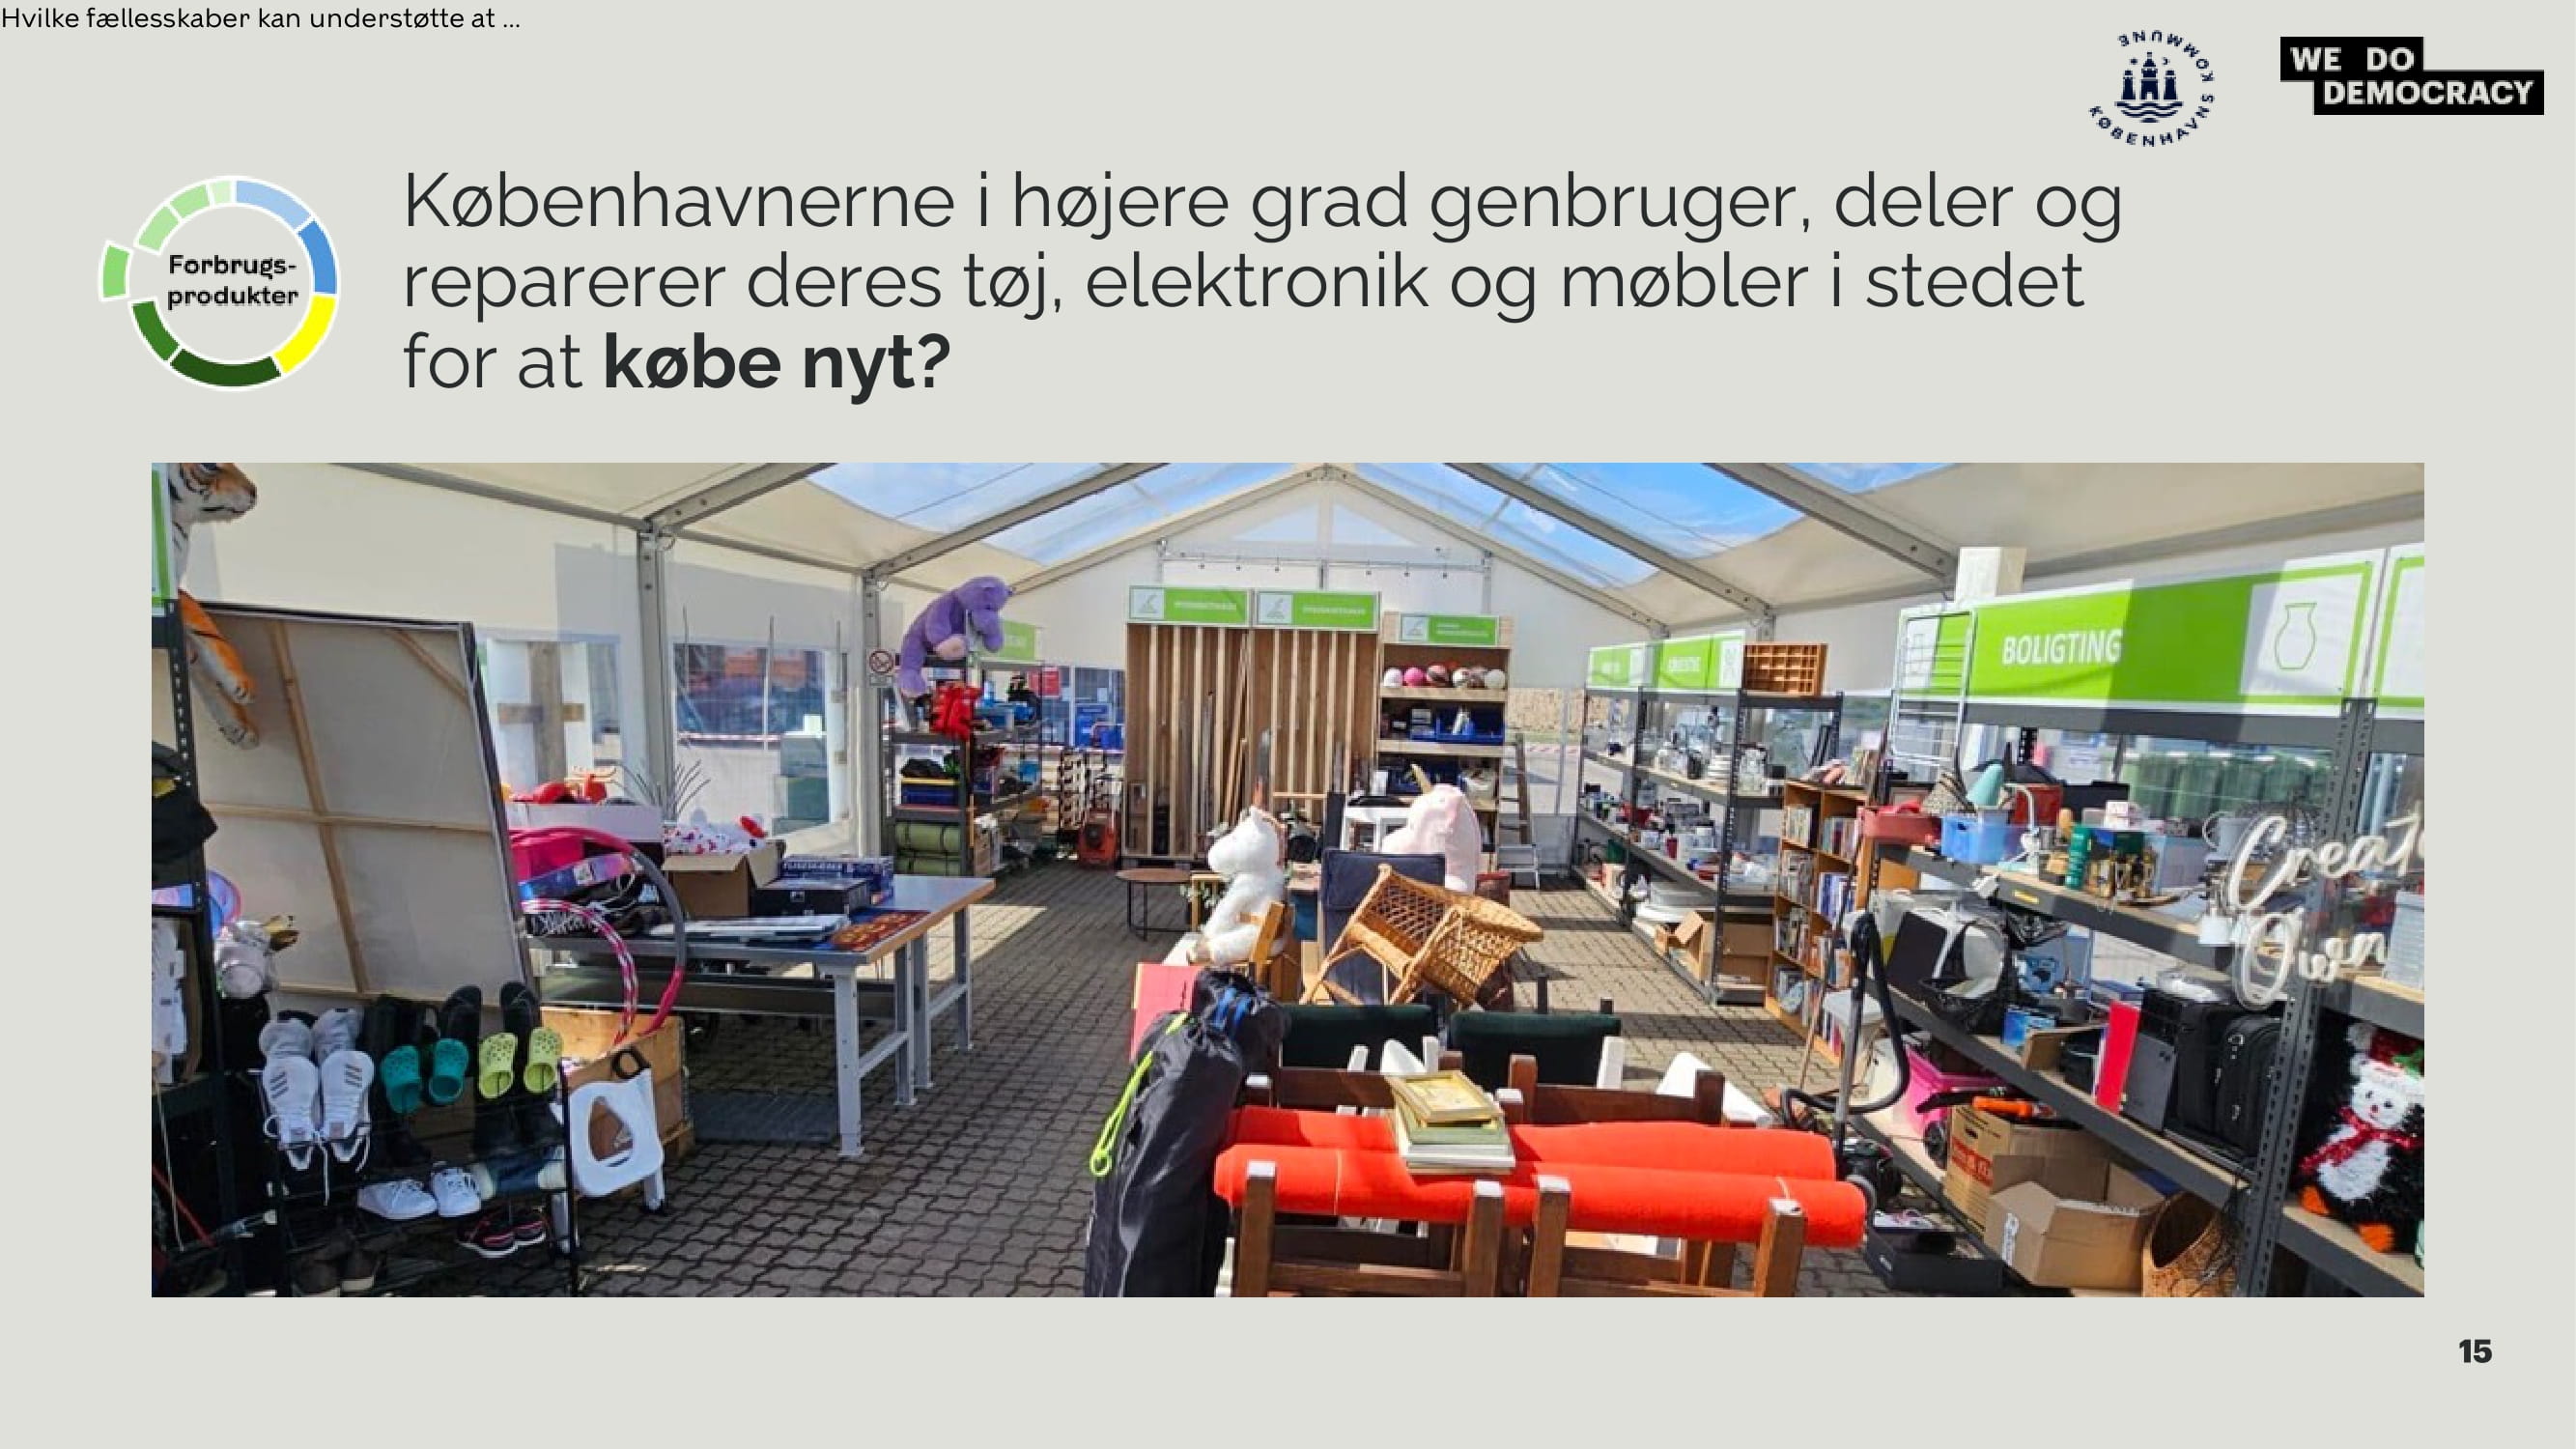 Hvilke fællesskaber kan understøtte at ...
KØBENHAVNS KOMMUNE
WE DO
DEMOCRACY
Forbrugs-
produkter
Københavnerne i højere grad genbruger, deler og
reparerer deres tøj, elektronik og møbler i stedet
for at købe nyt?
BOLIGTING
Create
Own
15